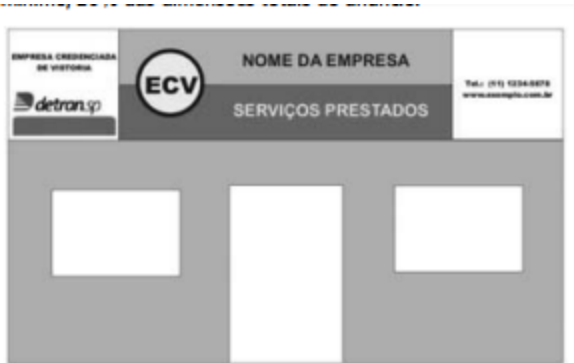 EMPRESA CREDENCIADA
DE VISTORIA
detran.sp
ECV
NOME DA EMPRESA
SERVIÇOS PRESTADOS
Tel.: (11) 1234-5678
www.exemplo.com.br